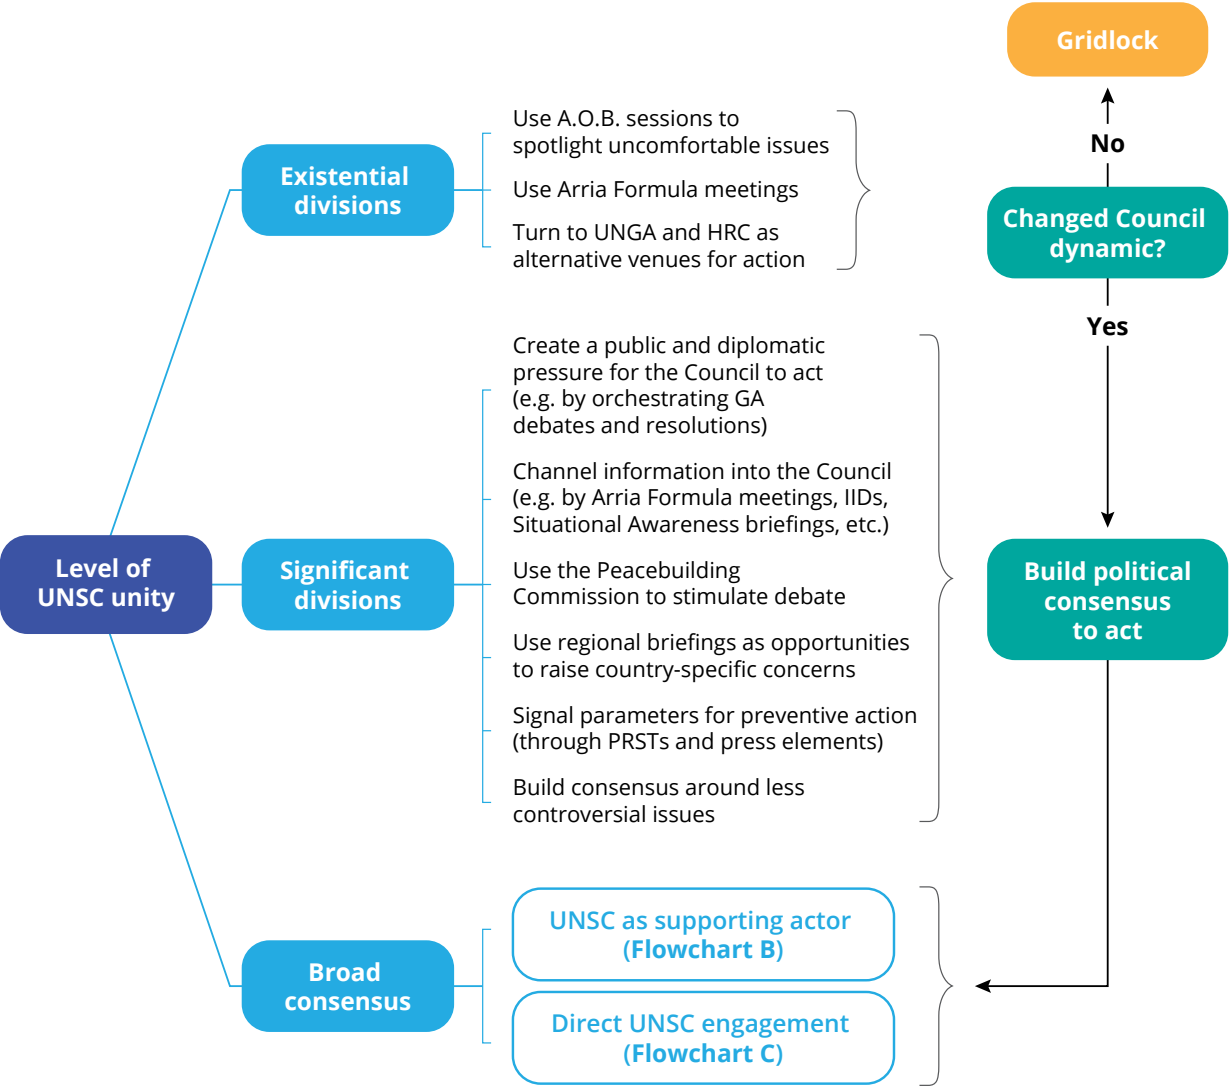 Gridlock
No
Changed Council
dynamic?
Yes
Build political
consensus
to act
Level of
UNSC unity
Existential
divisions
Use A.O.B. sessions to
spotlight uncomfortable issues
Use Arria Formula meetings
Turn to UNGA and HRC as
alternative venues for action
Significant
divisions
Create a public and diplomatic
pressure for the Council to act
(e.g. by orchestrating GA
debates and resolutions)
Channel information into the Council
(e.g. by Arria Formula meetings, IIDs,
Situational Awareness briefings, etc.)
Use the Peacebuilding
Commission to stimulate debate
Use regional briefings as opportunities
to raise country-specific concerns
Signal parameters for preventive action
(through PRSTs and press elements)
Build consensus around less
controversial issues
Broad
consensus
UNSC as supporting actor
(Flowchart B)
Direct UNSC engagement
(Flowchart C)